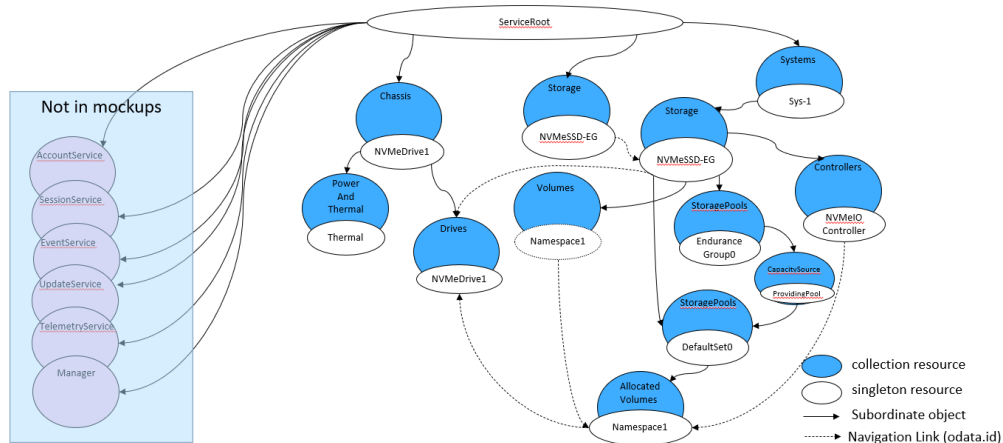 ServiceRoot
Not in mockups
AccountService
SessionService
EventService
UpdateService
TelemetryService
Manager
Chassis
NVMeDrive1
Power
And
Thermal
Thermal
Drives
NVMeDrive1
Storage
NVMeSSD-EG
Volumes
Namespace1
Systems
Sys-1
Storage
NVMeSSD-EG
StoragePools
Endurance
Group0
Controllers
NVMeIO
Controller
CapacitySource
ProvidingPool
StoragePools
DefaultSet0
Allocated
Volumes
Namespace1
collection resource
singleton resource
Subordinate object
Navigation Link (odata.id)